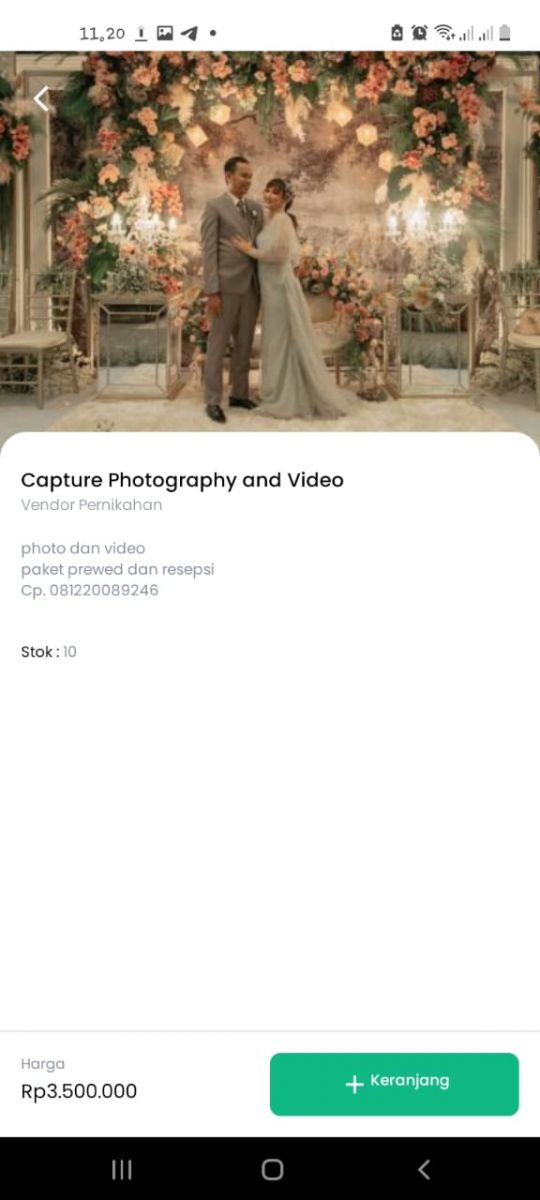 11.20
Capture Photography and Video
Vendor Pernikahan
photo dan video
paket prewed dan resepsi
Cp. 081220089246
Stok : 10
Harga
Rp3.500.000
+ Keranjang